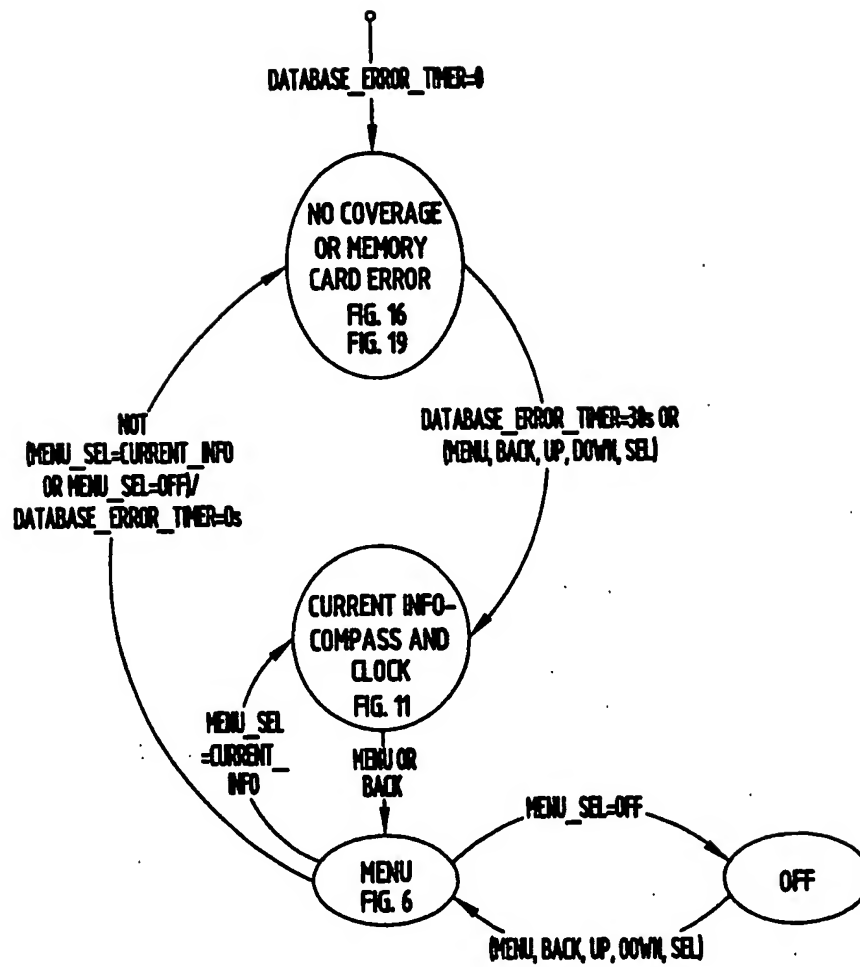 DATABASE_ERROR_TIMER=0
NO COVERAGE
OR MEMORY
CARD ERROR
FIG. 16
FIG. 19
NOT
(MENU_SEL=CURRENT_INFO
OR MENU_SEL=OFF)/
DATABASE_ERROR_TIMER=0s
DATABASE_ERROR_TIMER=30s OR
(MENU, BACK, UP, DOWN, SEL)
CURRENT INFO-
COMPASS AND
CLOCK
FIG. 11
MENU_SEL
=CURRENT_
INFO
MENU OR
BACK
MENU_SEL=OFF
MENU
FIG. 6
OFF
(MENU, BACK, UP, DOWN, SEL)